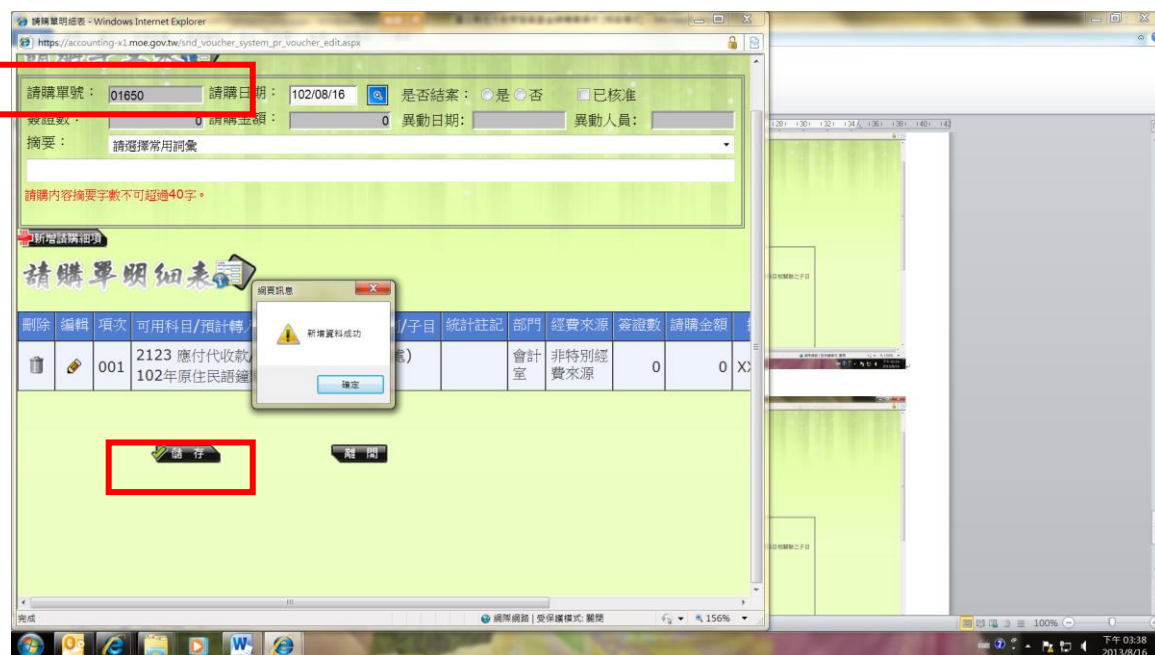 請購單明細表 - Windows Internet Explorer
https://accounting-x1.moe.gov.tw/snd_voucher_system_pr_voucher_edit.aspx
請購單號： 01650 請購日期： 102/08/16 是否結案： 是 否 已核准
簽證數： 0 請購金額： 0 異動日期： 異動人員：
摘要： 請選擇常用詞彙
請購內容摘要字數不可超過40字。
新增請購細項
請購單明細表
網頁訊息
新增資料成功
確定
刪除 編輯 項次 可用科目/預計轉 /子目 統計註記 部門 經費來源 簽證數 請購金額
001 2123 應付代收款 會計室 非特別經費來源 0 0
102年原住民語
儲 存 離 開
完成 網際網路 | 受保護模式: 關閉 156%
100%
下午 03:38
2013/8/16